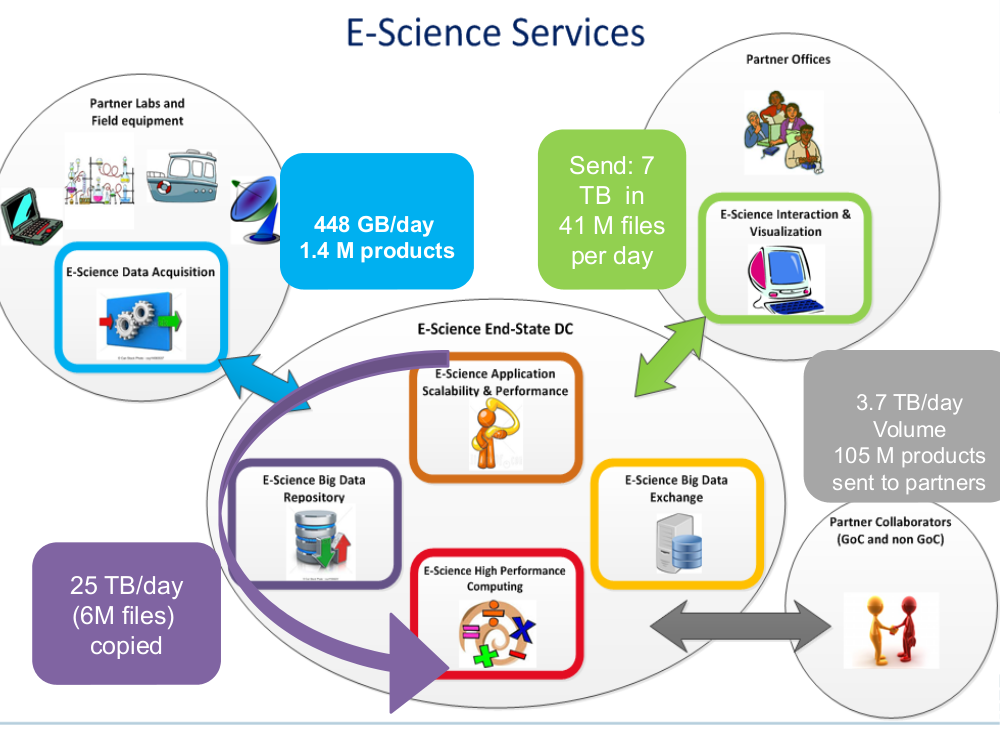 E-Science Services
Partner Labs and
Field equipment
448 GB/day
1.4 M products
E-Science Data Acquisition
Send: 7
TB in
41 M files
per day
Partner Offices
E-Science Interaction &
Visualization
E-Science End-State DC
E-Science Application
Scalability & Performance
E-Science Big Data
Repository
E-Science Big Data
Exchange
E-Science High Performance
Computing
3.7 TB/day
Volume
105 M products
sent to partners
Partner Collaborators
(GoC and non GoC)
25 TB/day
(6M files)
copied